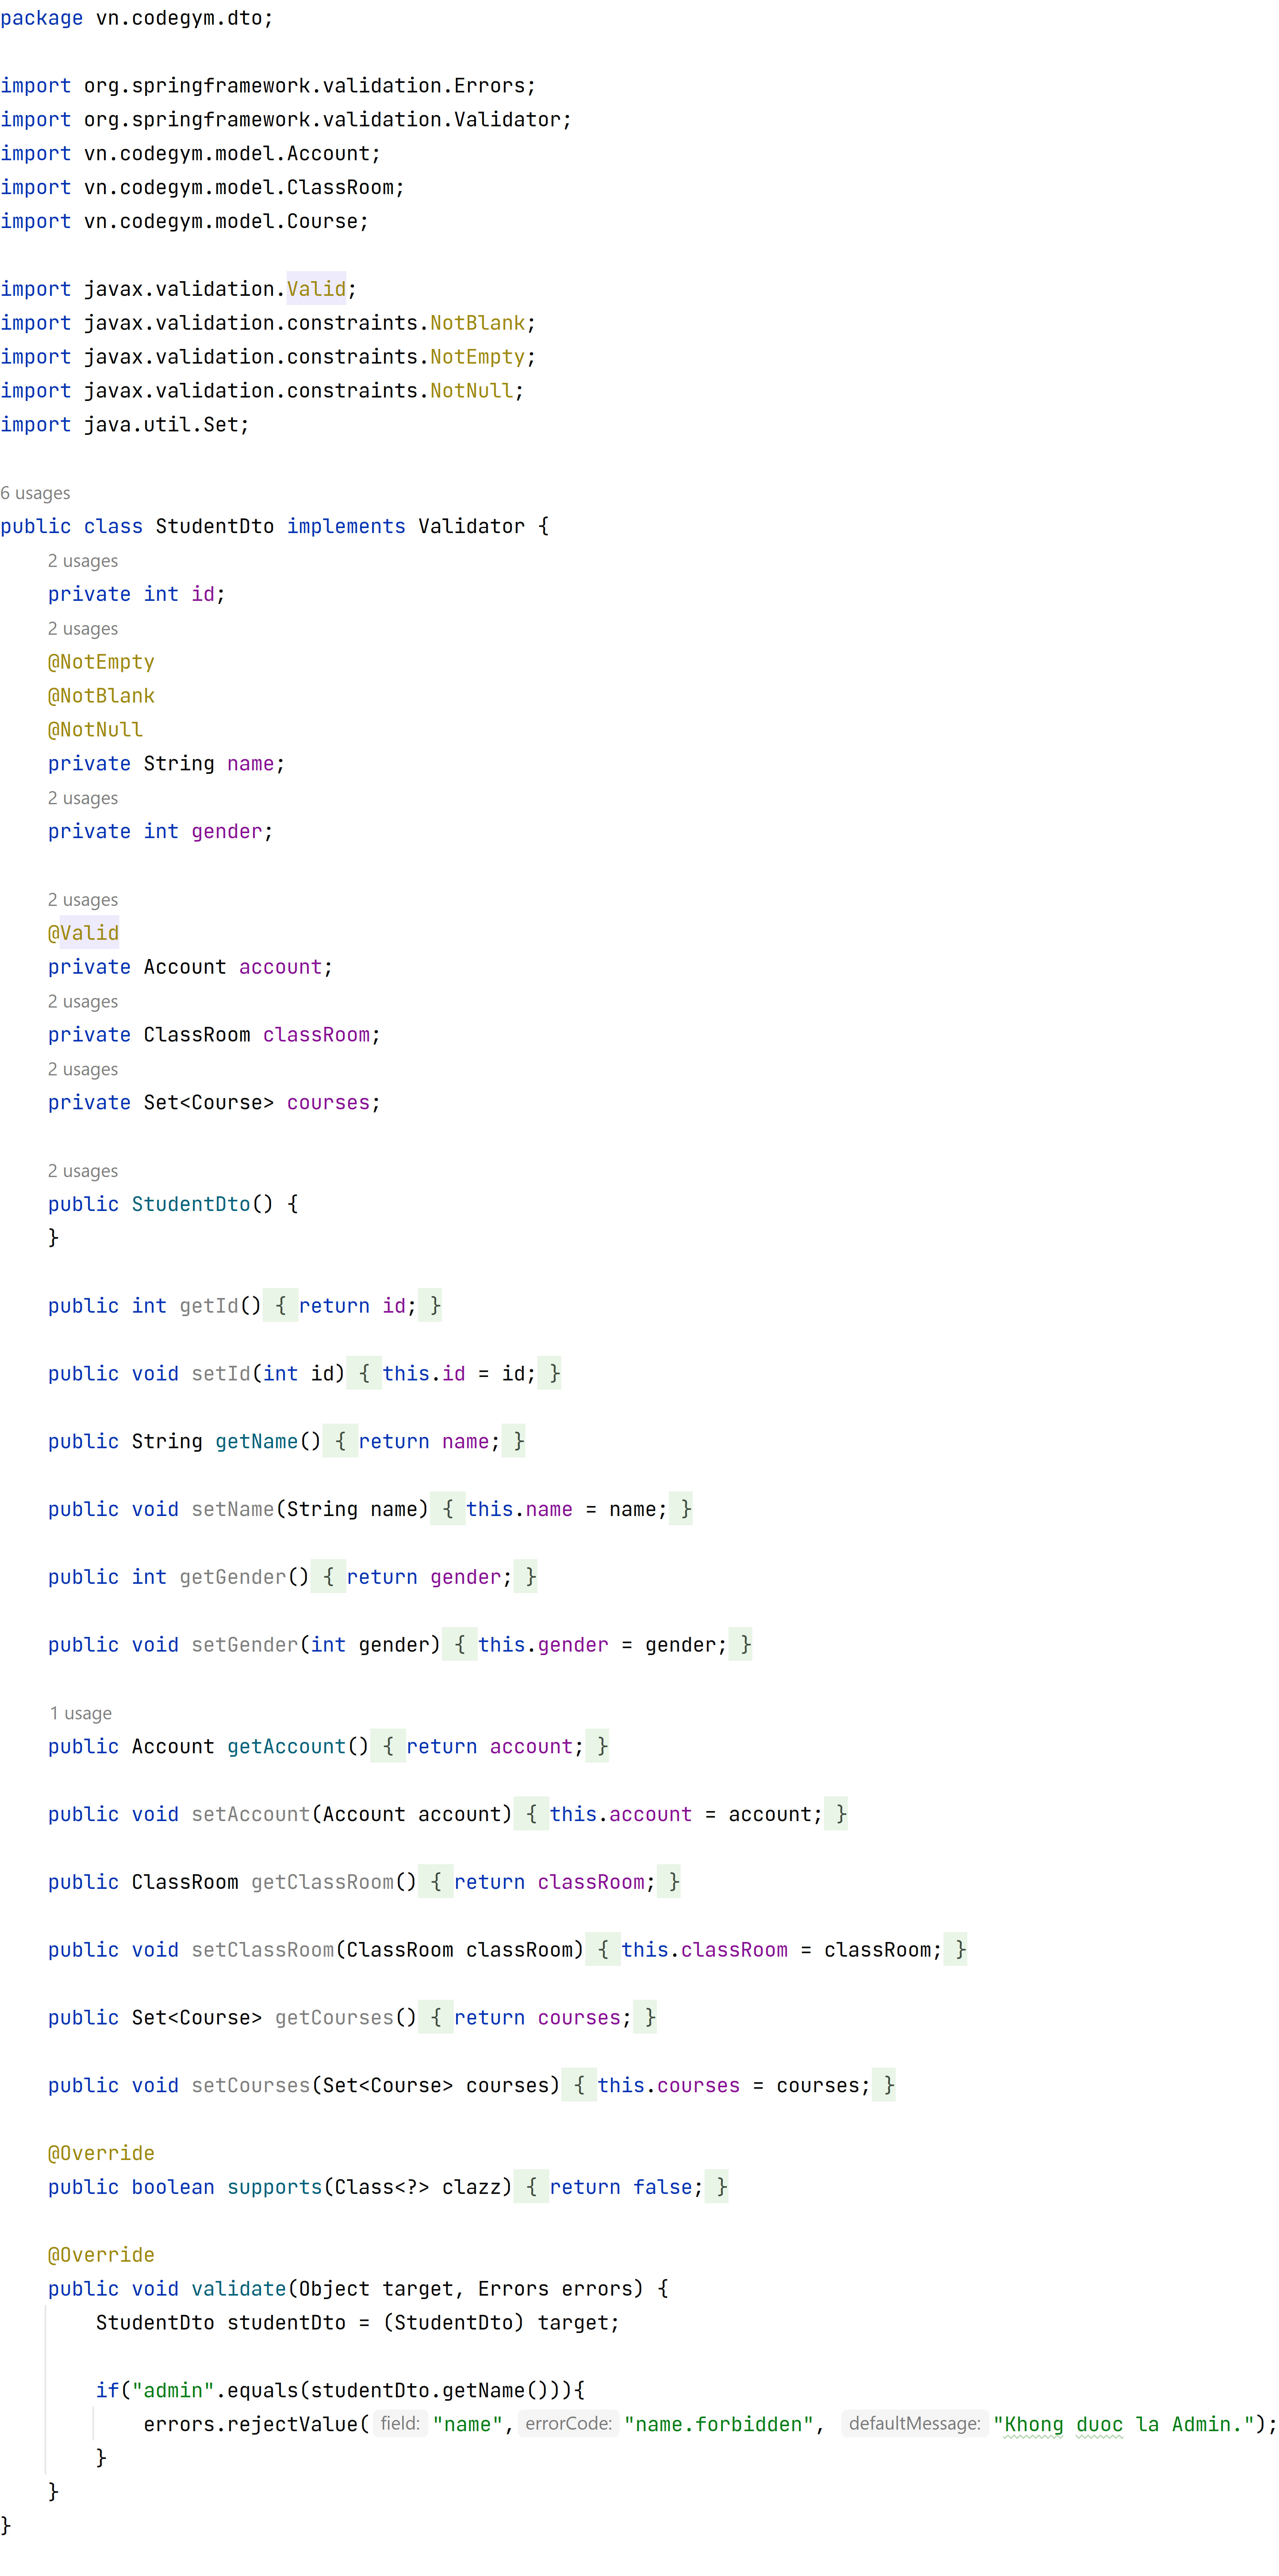 package vn.codegym.dto;
import org.springframework.validation.Errors;
import org.springframework.validation.Validator;
import vn.codegym.model.Account;
import vn.codegym.model.ClassRoom;
import vn.codegym.model.Course;
import javax.validation.Valid;
import javax.validation.constraints.NotBlank;
import javax.validation.constraints.NotEmpty;
import javax.validation.constraints.NotNull;
import java.util.Set;
6 usages
public class StudentDto implements Validator {
2 usages
private int id;
2 usages
@NotEmpty
@NotBlank
@NotNull
private String name;
2 usages
private int gender;
2 usages
@Valid
private Account account;
2 usages
private ClassRoom classRoom;
2 usages
private Set<Course> courses;
2 usages
public StudentDto() {
}
public int getId() { return id; }
public void setId(int id) { this.id = id; }
public String getName() { return name; }
public void setName(String name) { this.name = name; }
public int getGender() { return gender; }
public void setGender(int gender) { this.gender = gender; }
1 usage
public Account getAccount() { return account; }
public void setAccount(Account account) { this.account = account; }
public ClassRoom getClassRoom() { return classRoom; }
public void setClassRoom(ClassRoom classRoom) { this.classRoom = classRoom; }
public Set<Course> getCourses() { return courses; }
public void setCourses(Set<Course> courses) { this.courses = courses; }
@Override
public boolean supports(Class<?> clazz) { return false; }
@Override
public void validate(Object target, Errors errors) {
StudentDto studentDto = (StudentDto) target;
if("admin".equals(studentDto.getName())){
errors.rejectValue( field: "name", errorCode: "name.forbidden", defaultMessage: "Khong duoc la Admin.");
}
}
}